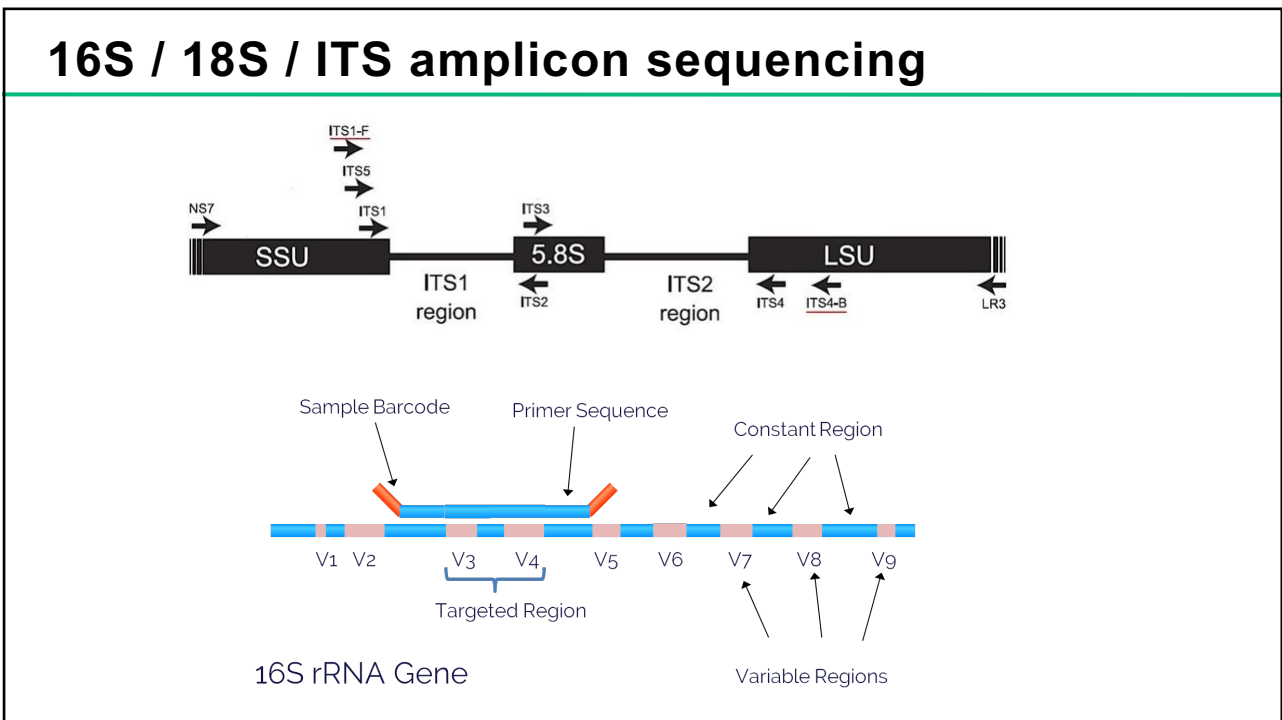 16S / 18S / ITS amplicon sequencing
ITS1-F
ITS5
NS7
ITS1
ITS3
SSU
5.8S
LSU
ITS1
region
ITS2
ITS2
region
ITS4
ITS4-B
LR3
Sample Barcode
Primer Sequence
Constant Region
V1
V2
V3
V4
V5
V6
V7
V8
V9
Targeted Region
16S rRNA Gene
Variable Regions